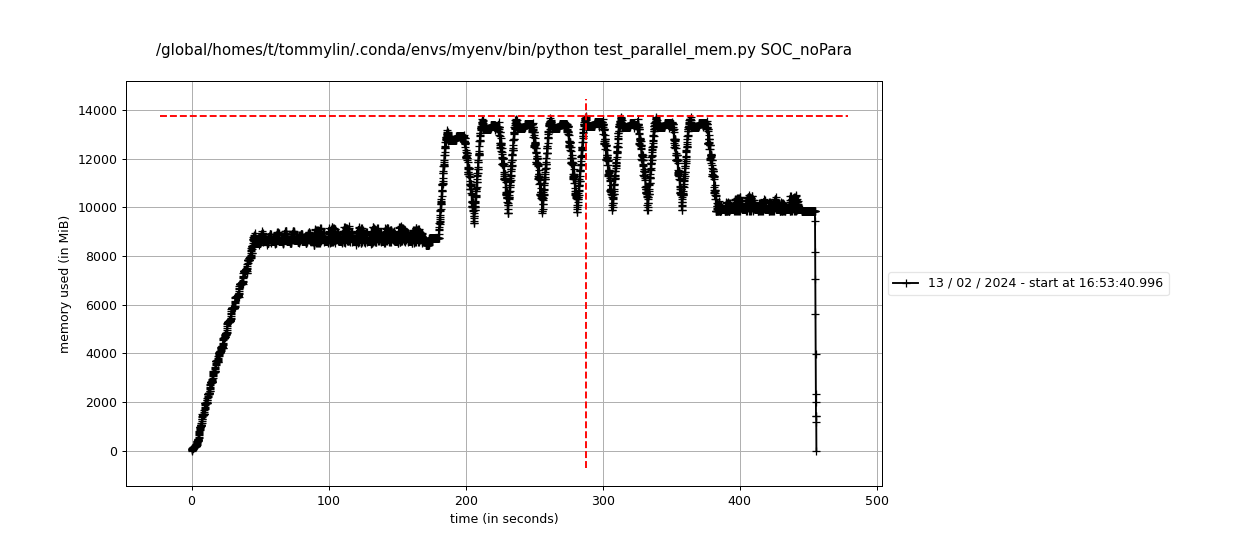 /global/homes/t/tommylin/.conda/envs/myenv/bin/python test_parallel_mem.py SOC_noPara
14000
12000
10000
8000
6000
4000
2000
0
memory used (in MiB)
0 100 200 300 400 500
time (in seconds)
13 / 02 / 2024 - start at 16:53:40.996